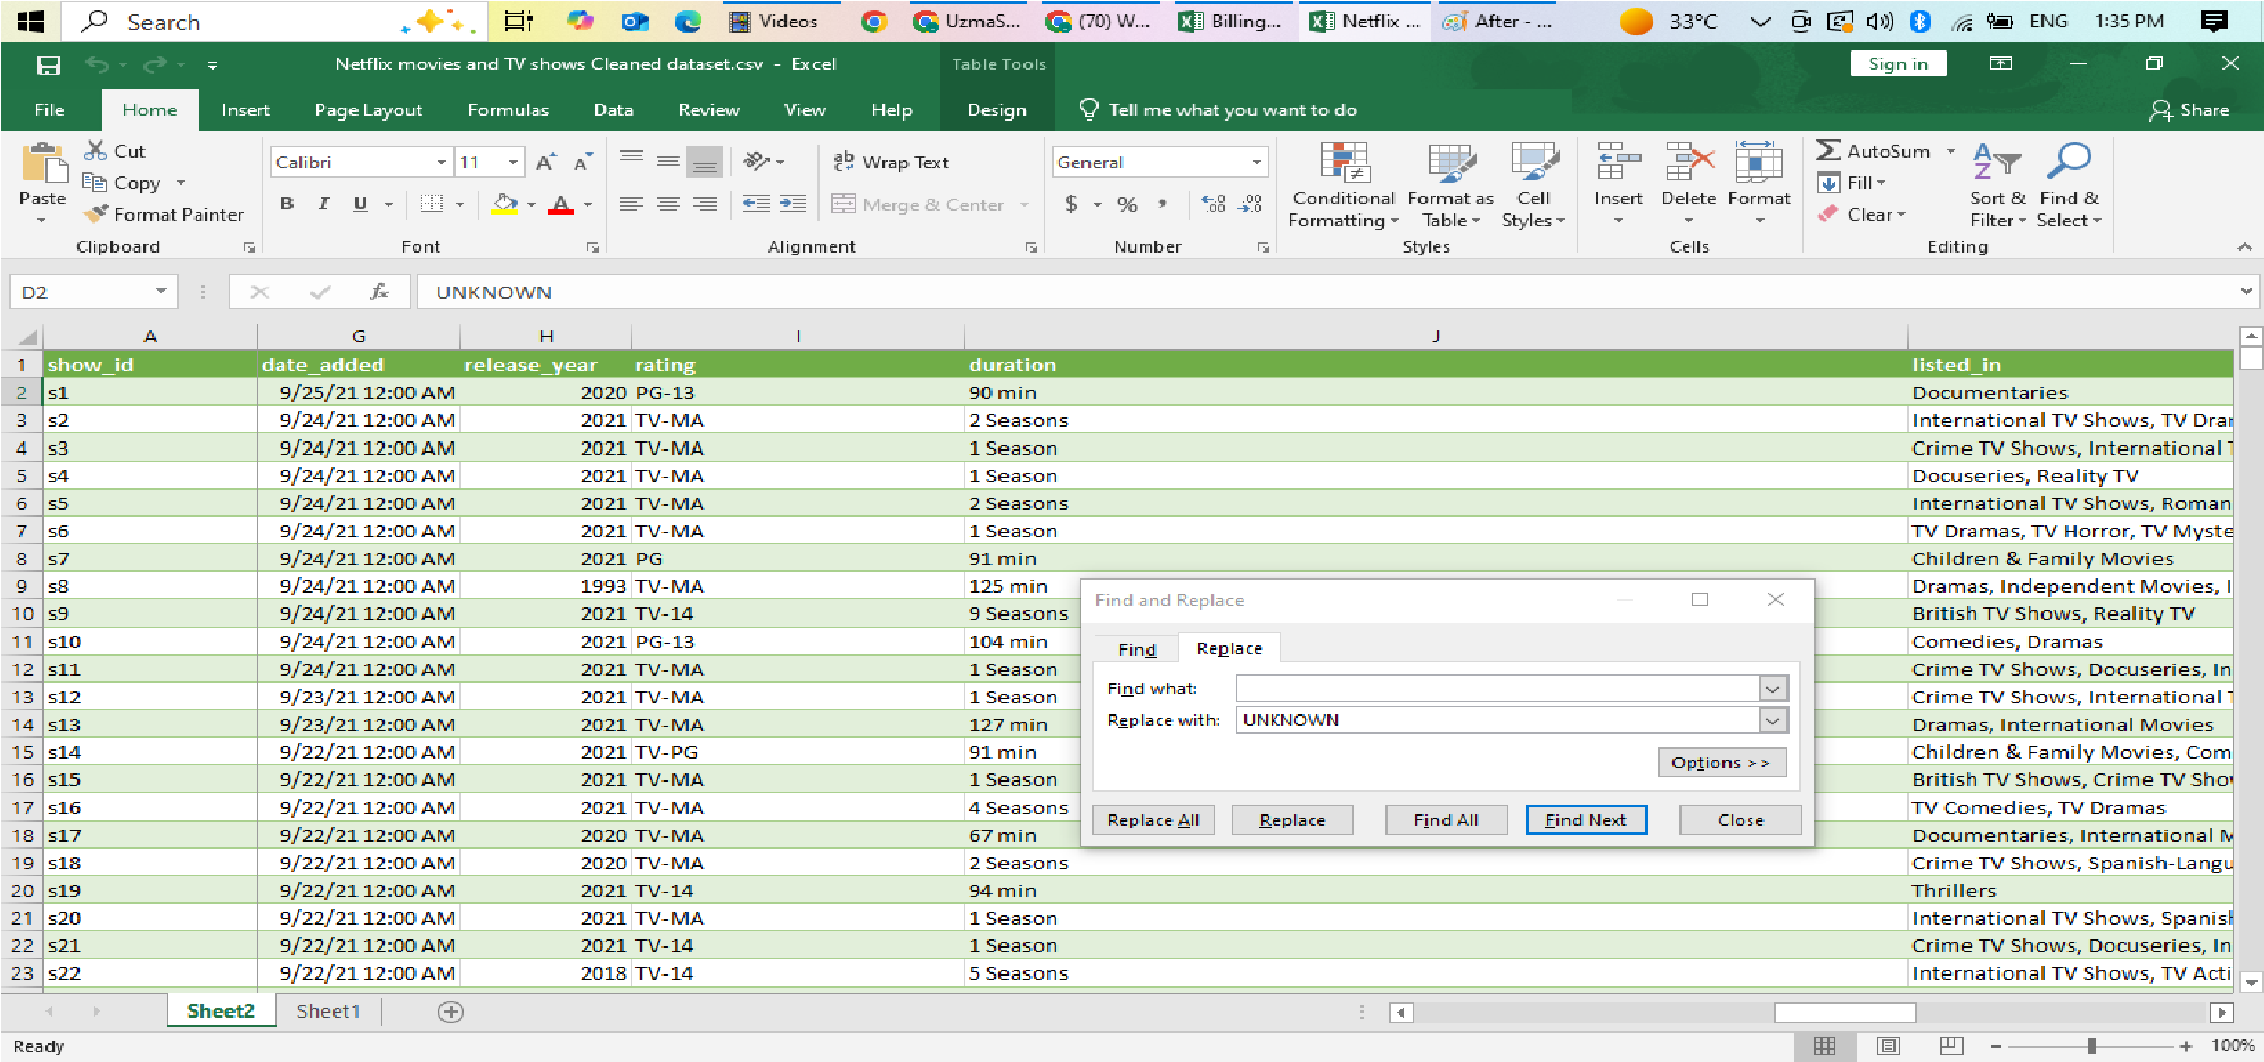 Search Videos UzmaS... (70) W... Billing... Netflix ... After - ... 33°C ENG 1:35 PM
Netflix movies and TV shows Cleaned dataset.csv - Excel Table Tools Sign in
File Home Insert Page Layout Formulas Data Review View Help Design Tell me what you want to do Share
Paste Cut Copy Format Painter Clipboard
Calibri 11 B I U A Font
Wrap Text Merge & Center Alignment
General $ % Number
Conditional Formatting Format as Table Cell Styles Styles
Insert Delete Format Cells
AutoSum Fill Clear Sort & Filter Find & Select Editing
D2 fx UNKNOWN
A G H I J
1 show_id date_added release_year rating duration listed_in
2 s1 9/25/21 12:00 AM 2020 PG-13 90 min Documentaries
3 s2 9/24/21 12:00 AM 2021 TV-MA 2 Seasons International TV Shows, TV Dra
4 s3 9/24/21 12:00 AM 2021 TV-MA 1 Season Crime TV Shows, International
5 s4 9/24/21 12:00 AM 2021 TV-MA 1 Season Docuseries, Reality TV
6 s5 9/24/21 12:00 AM 2021 TV-MA 2 Seasons International TV Shows, Roman
7 s6 9/24/21 12:00 AM 2021 TV-MA 1 Season TV Dramas, TV Horror, TV Myste
8 s7 9/24/21 12:00 AM 2021 PG 91 min Children & Family Movies
9 s8 9/24/21 12:00 AM 1993 TV-MA 125 min Dramas, Independent Movies, I
10 s9 9/24/21 12:00 AM 2021 TV-14 9 Seasons British TV Shows, Reality TV
11 s10 9/24/21 12:00 AM 2021 PG-13 104 min Comedies, Dramas
12 s11 9/24/21 12:00 AM 2021 TV-MA 1 Season Crime TV Shows, Docuseries, In
13 s12 9/23/21 12:00 AM 2021 TV-MA 1 Season Crime TV Shows, International
14 s13 9/23/21 12:00 AM 2021 TV-MA 127 min Dramas, International Movies
15 s14 9/22/21 12:00 AM 2021 TV-PG 91 min Children & Family Movies, Com
16 s15 9/22/21 12:00 AM 2021 TV-MA 1 Season British TV Shows, Crime TV Sho
17 s16 9/22/21 12:00 AM 2021 TV-MA 4 Seasons TV Comedies, TV Dramas
18 s17 9/22/21 12:00 AM 2020 TV-MA 67 min Documentaries, International M
19 s18 9/22/21 12:00 AM 2020 TV-MA 2 Seasons Crime TV Shows, Spanish-Langu
20 s19 9/22/21 12:00 AM 2021 TV-14 94 min Thrillers
21 s20 9/22/21 12:00 AM 2021 TV-MA 1 Season International TV Shows, Spanish
22 s21 9/22/21 12:00 AM 2021 TV-14 1 Season Crime TV Shows, Docuseries, In
23 s22 9/22/21 12:00 AM 2018 TV-14 5 Seasons International TV Shows, TV Acti
Find and Replace
Find Replace
Find what:
Replace with: UNKNOWN
Options >>
Replace All Replace Find All Find Next Close
Sheet2 Sheet1
Ready 100%